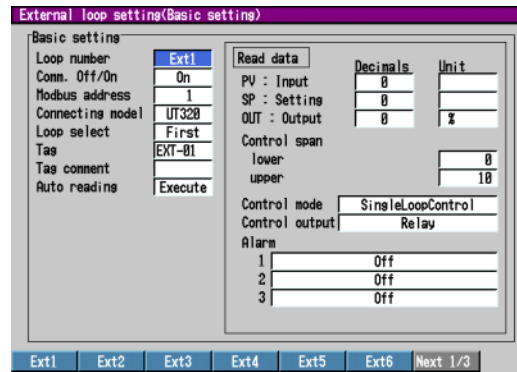 External loop setting(Basic setting)
Basic setting
Loop number Ext1
Comm. Off/On On
Modbus address 1
Connecting model UT320
Loop select First
Tag EXT-01
Tag comment
Auto reading Execute
Read data Decimals Unit
PV : Input 0
SP : Setting 0
OUT : Output 0 %
Control span
lower 0
upper 10
Control mode SingleLoopControl
Control output Relay
Alarm
1 Off
2 Off
3 Off
Ext1 Ext2 Ext3 Ext4 Ext5 Ext6 Next 1/3